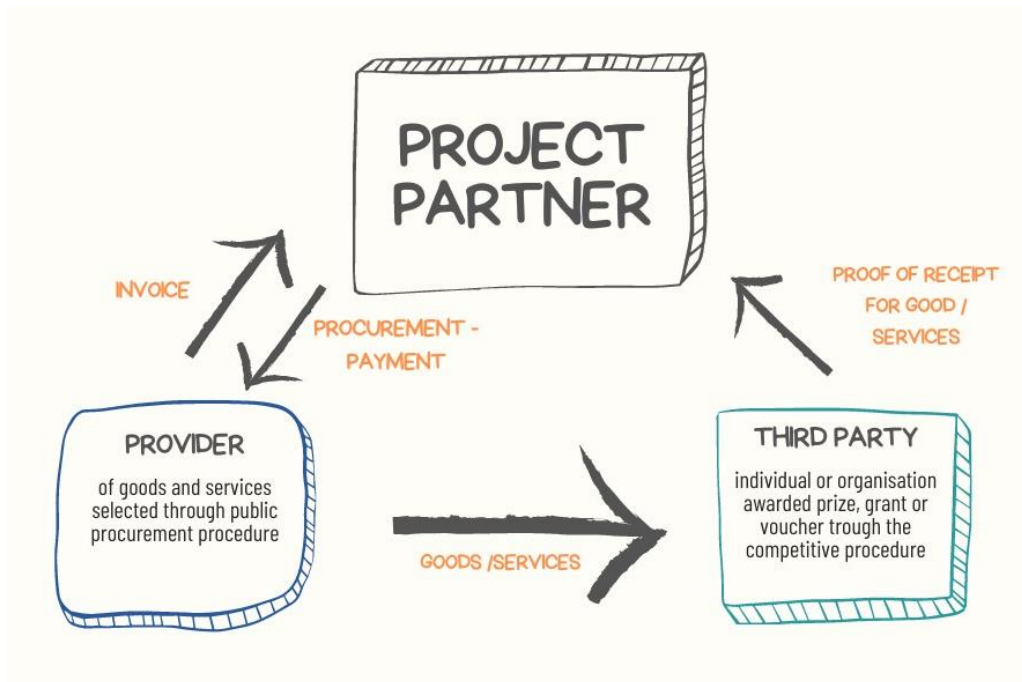 PROJECT
PARTNER
INVOICE
PROCUREMENT -
PAYMENT
PROOF OF RECEIPT
FOR GOOD /
SERVICES
PROVIDER
of goods and services
selected through public
procurement procedure
GOODS /SERVICES
THIRD PARTY
individual or organisation
awarded prize, grant or
voucher trough the
competitive procedure